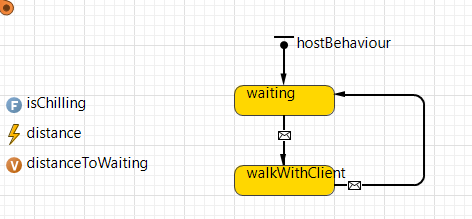 hostBehaviour
waiting
isChilling
distance
distanceToWaiting
walkWithClient
F
V